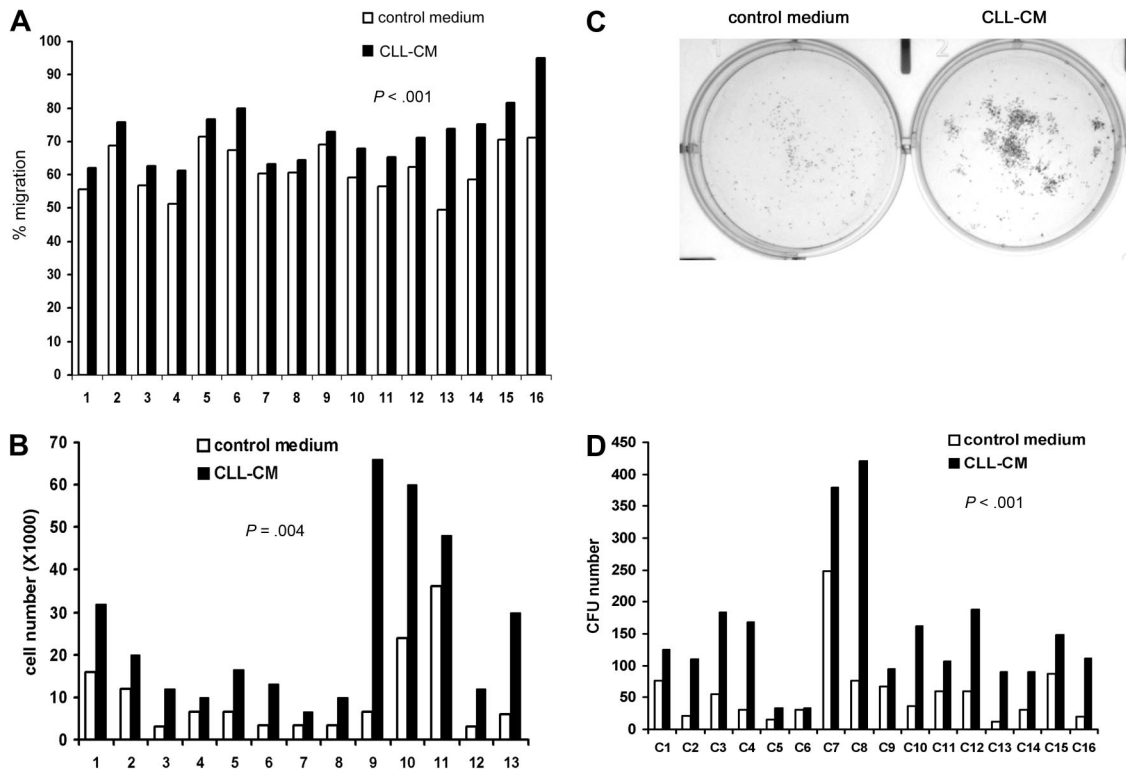 A
control medium
CLL-CM
P < .001
% migration
100
90
80
70
60
50
40
30
20
10
0
1 2 3 4 5 6 7 8 9 10 11 12 13 14 15 16
C
control medium CLL-CM
1 2
B
control medium
CLL-CM
P = .004
cell number (X1000)
70
60
50
40
30
20
10
0
1 2 3 4 5 6 7 8 9 10 11 12 13
D
control medium
CLL-CM
P < .001
CFU number
450
400
350
300
250
200
150
100
50
0
C1 C2 C3 C4 C5 C6 C7 C8 C9 C10 C11 C12 C13 C14 C15 C16